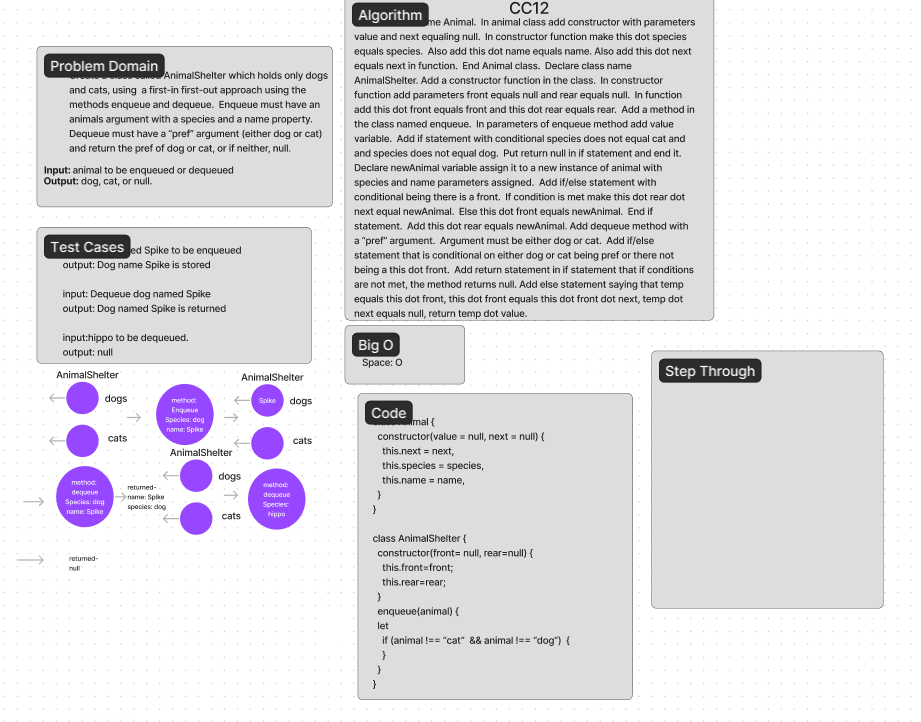 CC12
Problem Domain
AnimalShelter which holds only dogs
and cats, using a first-in first-out approach using the
methods enqueue and dequeue. Enqueue must have an
animals argument with a species and a name property.
Dequeue must have a “pref” argument (either dog or cat)
and return the pref of dog or cat, or if neither, null.
Input: animal to be enqueued or dequeued
Output: dog, cat, or null.
Test Cases
ed Spike to be enqueued
output: Dog name Spike is stored
input: Dequeue dog named Spike
output: Dog named Spike is returned
input:hippo to be dequeued.
output: null
AnimalShelter
dogs
cats
method:
Enqueue
Species: dog
name: Spike
AnimalShelter
Spike
dogs
cats
method:
dequeue
Species: dog
name: Spike
returned-
name: Spike
species: dog
AnimalShelter
dogs
cats
method:
dequeue
Species:
hippo
returned-
null
Algorithm
me Animal. In animal class add constructor with parameters
value and next equaling null. In constructor function make this dot species
equals species. Also add this dot name equals name. Also add this dot next
equals next in function. End Animal class. Declare class name
AnimalShelter. Add a constructor function in the class. In constructor
function add parameters front equals null and rear equals null. In function
add this dot front equals front and this dot rear equals rear. Add a method in
the class named enqueue. In parameters of enqueue method add value
variable. Add if statement with conditional species does not equal cat and
and species does not equal dog. Put return null in if statement and end it.
Declare newAnimal variable assign it to a new instance of animal with
species and name parameters assigned. Add if/else statement with
conditional being there is a front. If condition is met make this dot rear dot
next equal newAnimal. Else this dot front equals newAnimal. End if
statement. Add this dot rear equals newAnimal. Add dequeue method with
a “pref” argument. Argument must be either dog or cat. Add if/else
statement that is conditional on either dog or cat being pref or there not
being a this dot front. Add return statement in if statement that if conditions
are not met, the method returns null. Add else statement saying that temp
equals this dot front, this dot front equals this dot front dot next, temp dot
next equals null, return temp dot value.
Big O
Space: O
Code
Animal {
constructor(value = null, next = null) {
this.next = next,
this.species = species,
this.name = name,
}
}
class AnimalShelter {
constructor(front= null, rear=null) {
this.front=front;
this.rear=rear;
}
enqueue(animal) {
let
if (animal !== “cat” && animal !== “dog”) {
}
}
}
Step Through